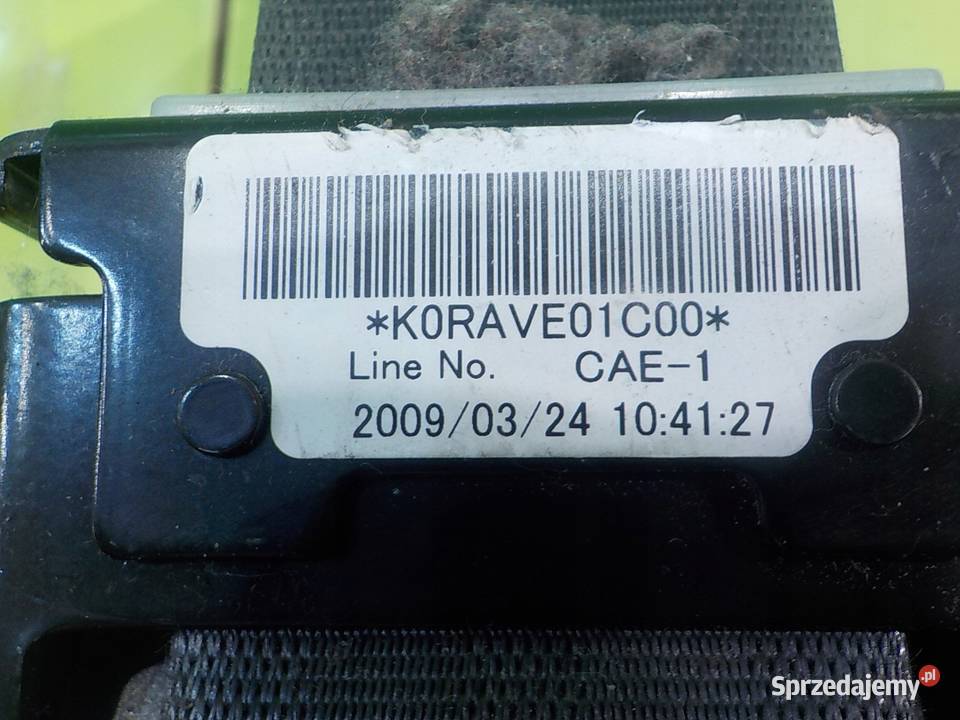 *K0RAVE01C00*
Line No. CAE-1
2009/03/24 10:41:27
Sprzedajemy.pl